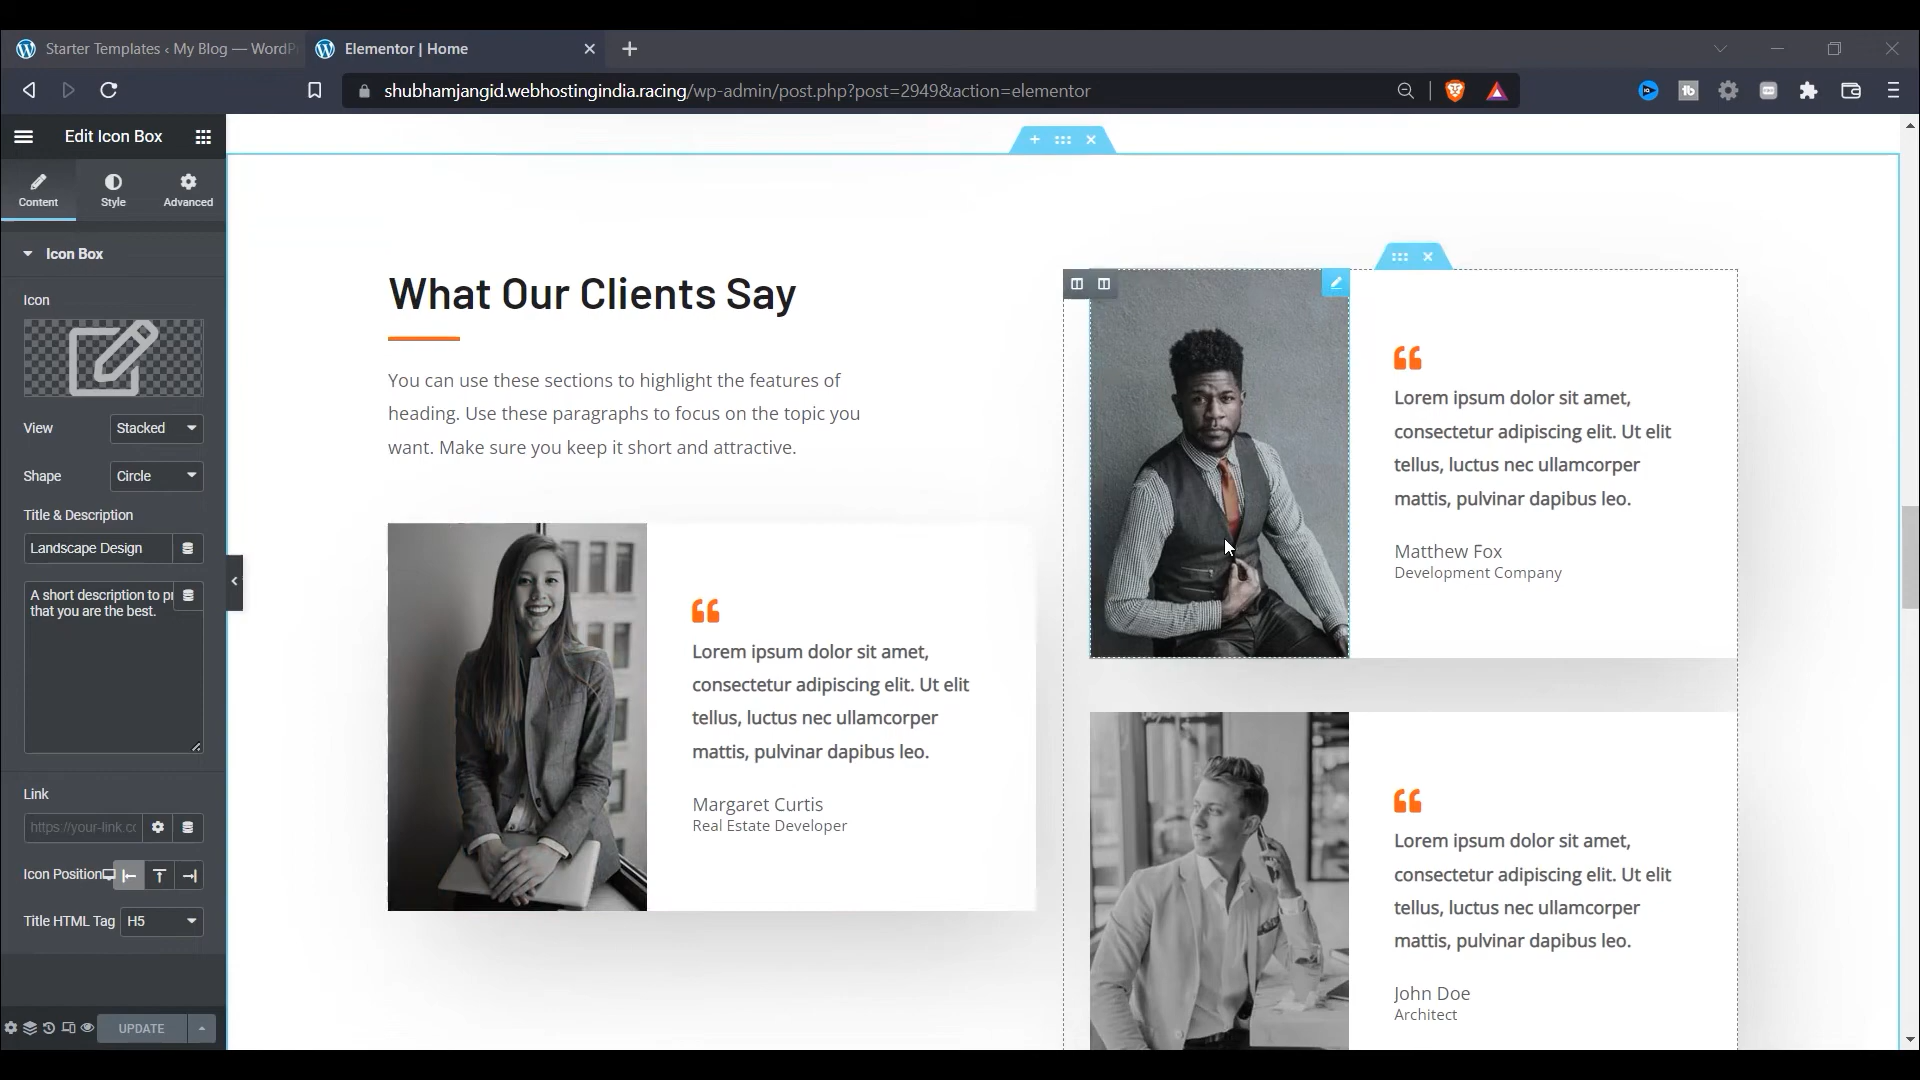 Starter Templates ‹ My Blog — WordP
Elementor | Home
shubhamjangid.webhostingindia.racing/wp-admin/post.php?post=2949&action=elementor
Edit Icon Box
Content
Style
Advanced
Icon Box
Icon
View
Stacked
Shape
Circle
Title & Description
Landscape Design
A short description to pr
that you are the best.
Link
https://your-link.co
Icon Position
Title HTML Tag
H5
UPDATE
What Our Clients Say
You can use these sections to highlight the features of
heading. Use these paragraphs to focus on the topic you
want. Make sure you keep it short and attractive.
Lorem ipsum dolor sit amet,
consectetur adipiscing elit. Ut elit
tellus, luctus nec ullamcorper
mattis, pulvinar dapibus leo.
Margaret Curtis
Real Estate Developer
Lorem ipsum dolor sit amet,
consectetur adipiscing elit. Ut elit
tellus, luctus nec ullamcorper
mattis, pulvinar dapibus leo.
Matthew Fox
Development Company
Lorem ipsum dolor sit amet,
consectetur adipiscing elit. Ut elit
tellus, luctus nec ullamcorper
mattis, pulvinar dapibus leo.
John Doe
Architect